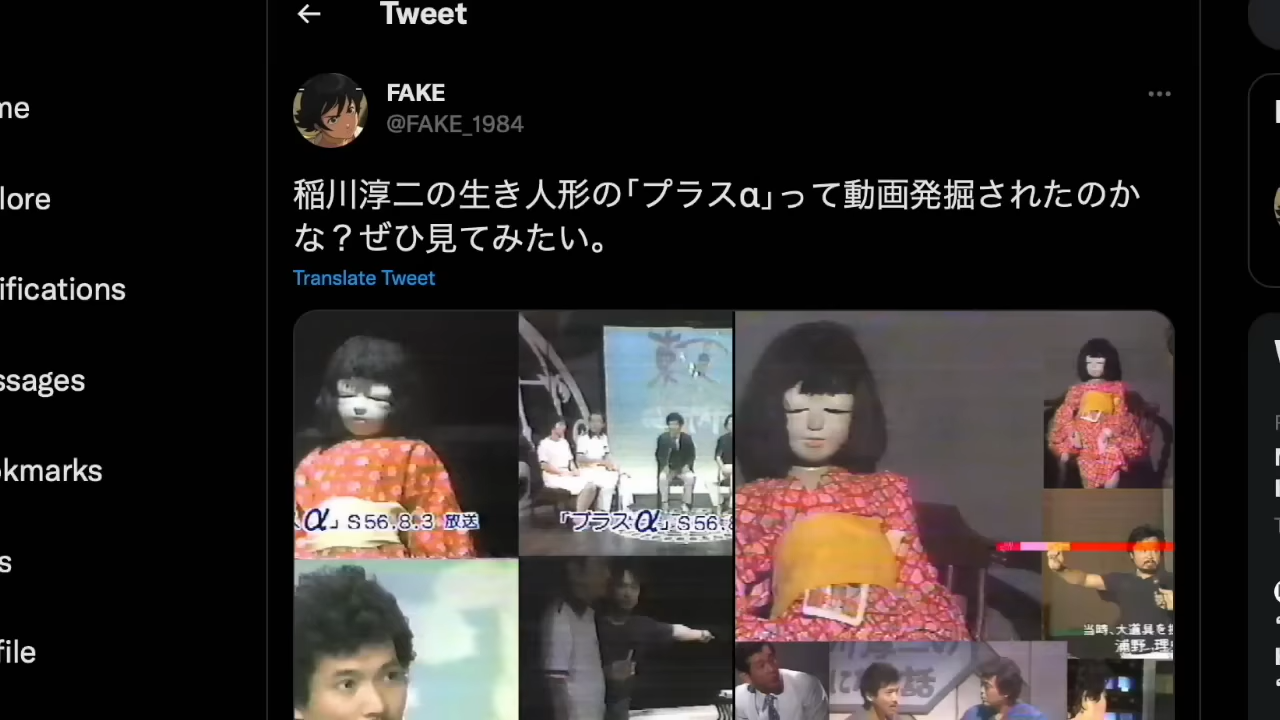 Tweet
me
FAKE
@FAKE_1984
lore
稲川淳二の生き人形の｢プラスα｣って動画発掘されたのか
な？ぜひ見てみたい。
ifications
Translate Tweet
ssages
okmarks
α」S56.8.3 放送
「プラスα」S56.8
s
file
当時、大道具を
浦野